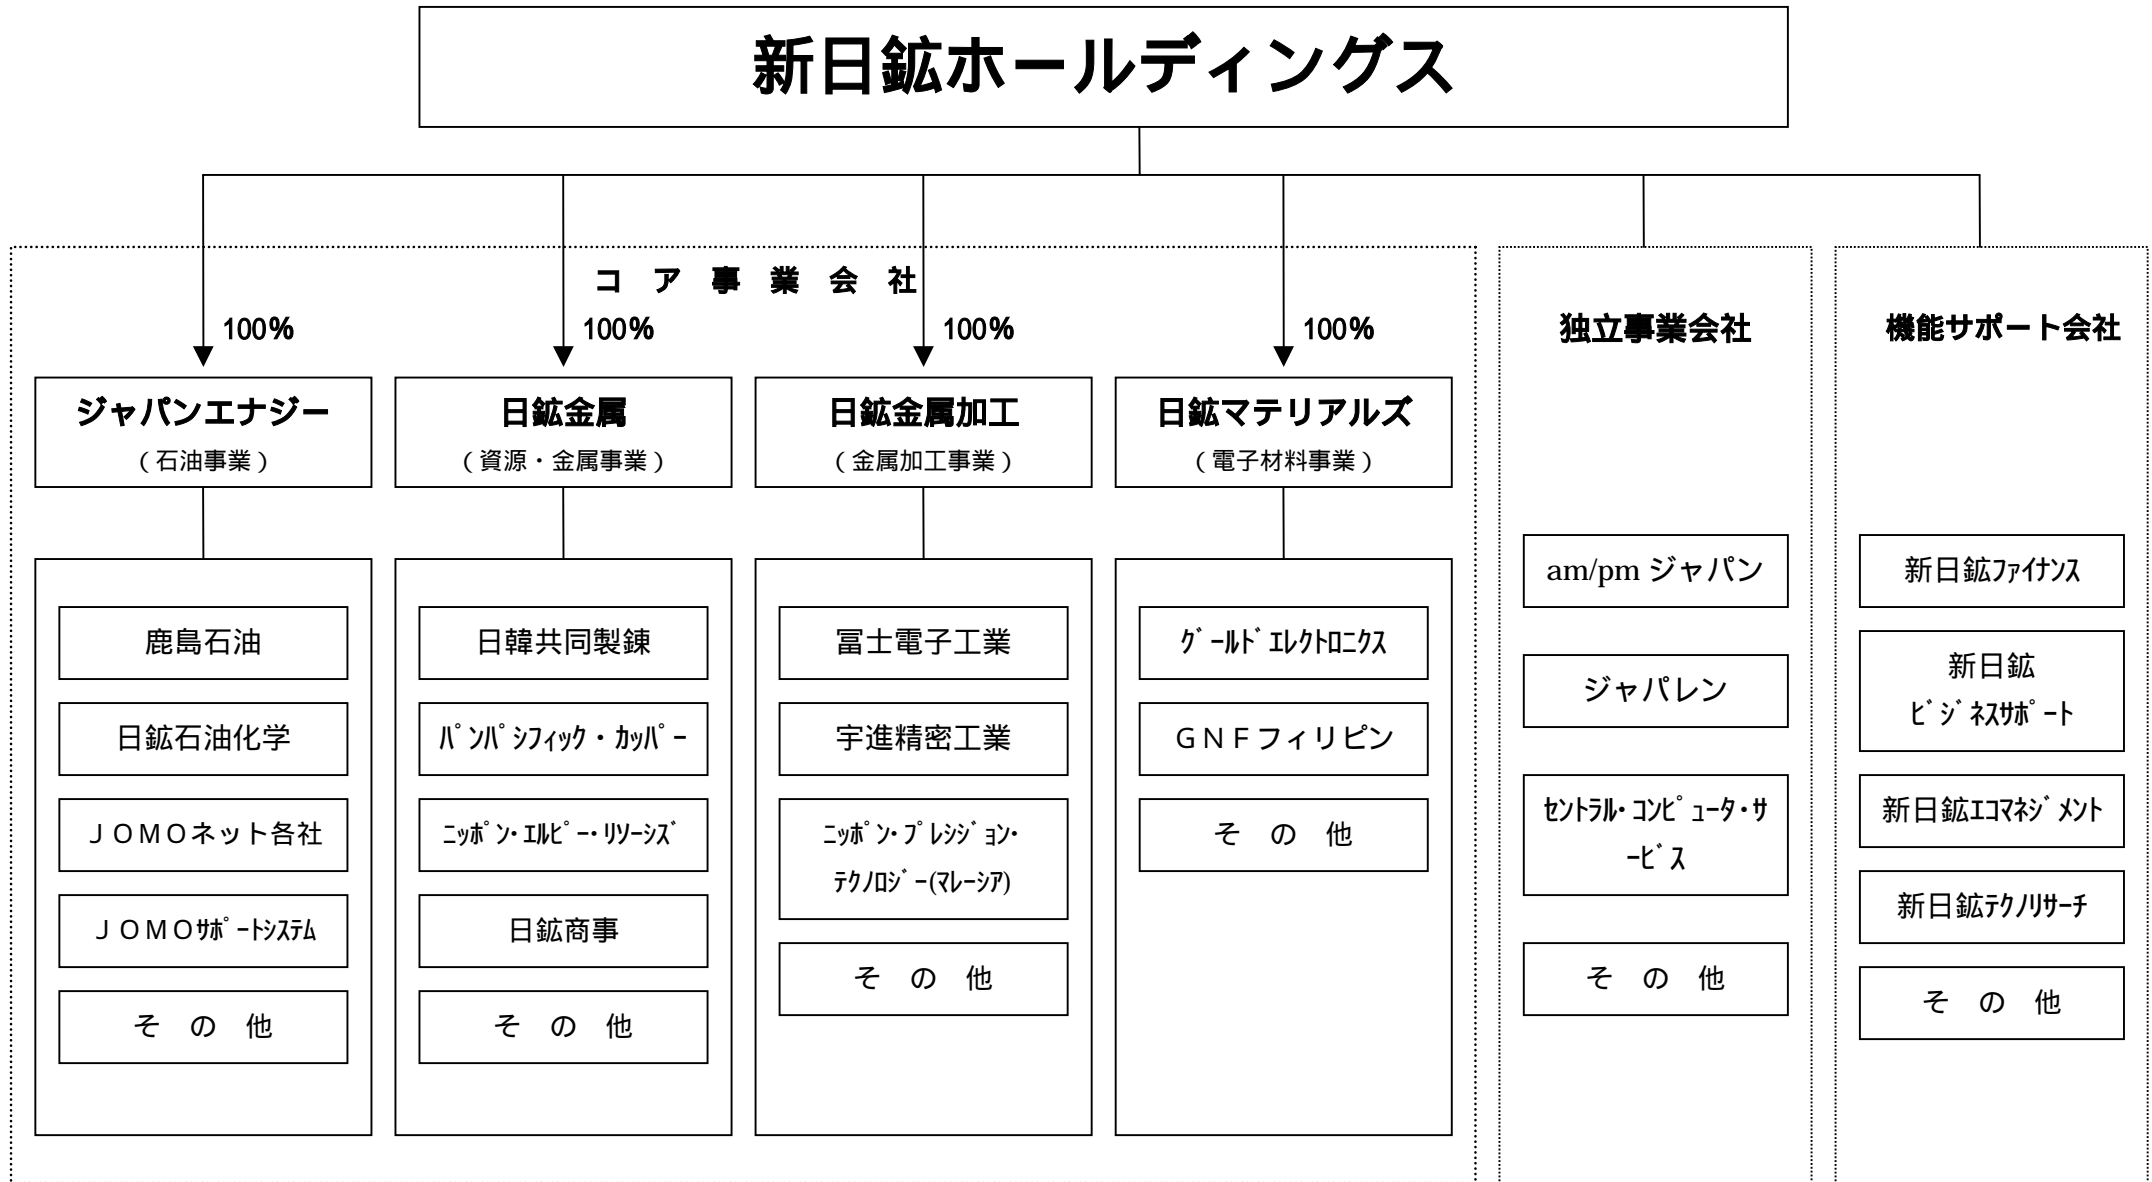 新日鉱ホールディングス
コ ア 事 業 会 社
100%
100%
100%
100%
独立事業会社
機能サポート会社
ジャパンエナジー
(石油事業)
日鉱金属
(資源・金属事業)
日鉱金属加工
(金属加工事業)
日鉱マテリアルズ
(電子材料事業)
鹿島石油
日鉱石油化学
JOMOネット各社
JOMOｻﾎﾟｰﾄｼｽﾃﾑ
そ の 他
日韓共同製錬
ﾊﾟﾝﾊﾟｼﾌｨｯｸ・ｶｯﾊﾟｰ
ﾆｯﾎﾟﾝ・ｴﾙﾋﾟｰ・ﾘｿｰｼｽﾞ
日鉱商事
そ の 他
冨士電子工業
宇進精密工業
ﾆｯﾎﾟﾝ・ﾌﾟﾚｼｼﾞｮﾝ・
ﾃｸﾉﾛｼﾞｰ(ﾏﾚｰｼｱ)
そ の 他
ｸﾞｰﾙﾄﾞｴﾚｸﾄﾛﾆｸｽ
GNFフィリピン
そ の 他
am/pm ジャパン
ジャパレン
ｾﾝﾄﾗﾙ・ｺﾝﾋﾟｭｰﾀ・ｻ
ｰﾋﾞｽ
そ の 他
新日鉱ﾌｧｲﾅﾝｽ
新日鉱
ﾋﾞｼﾞﾈｽｻﾎﾟｰﾄ
新日鉱ｴｺﾏﾈｼﾞﾒﾝﾄ
新日鉱ﾃｸﾉﾘｻｰﾁ
そ の 他